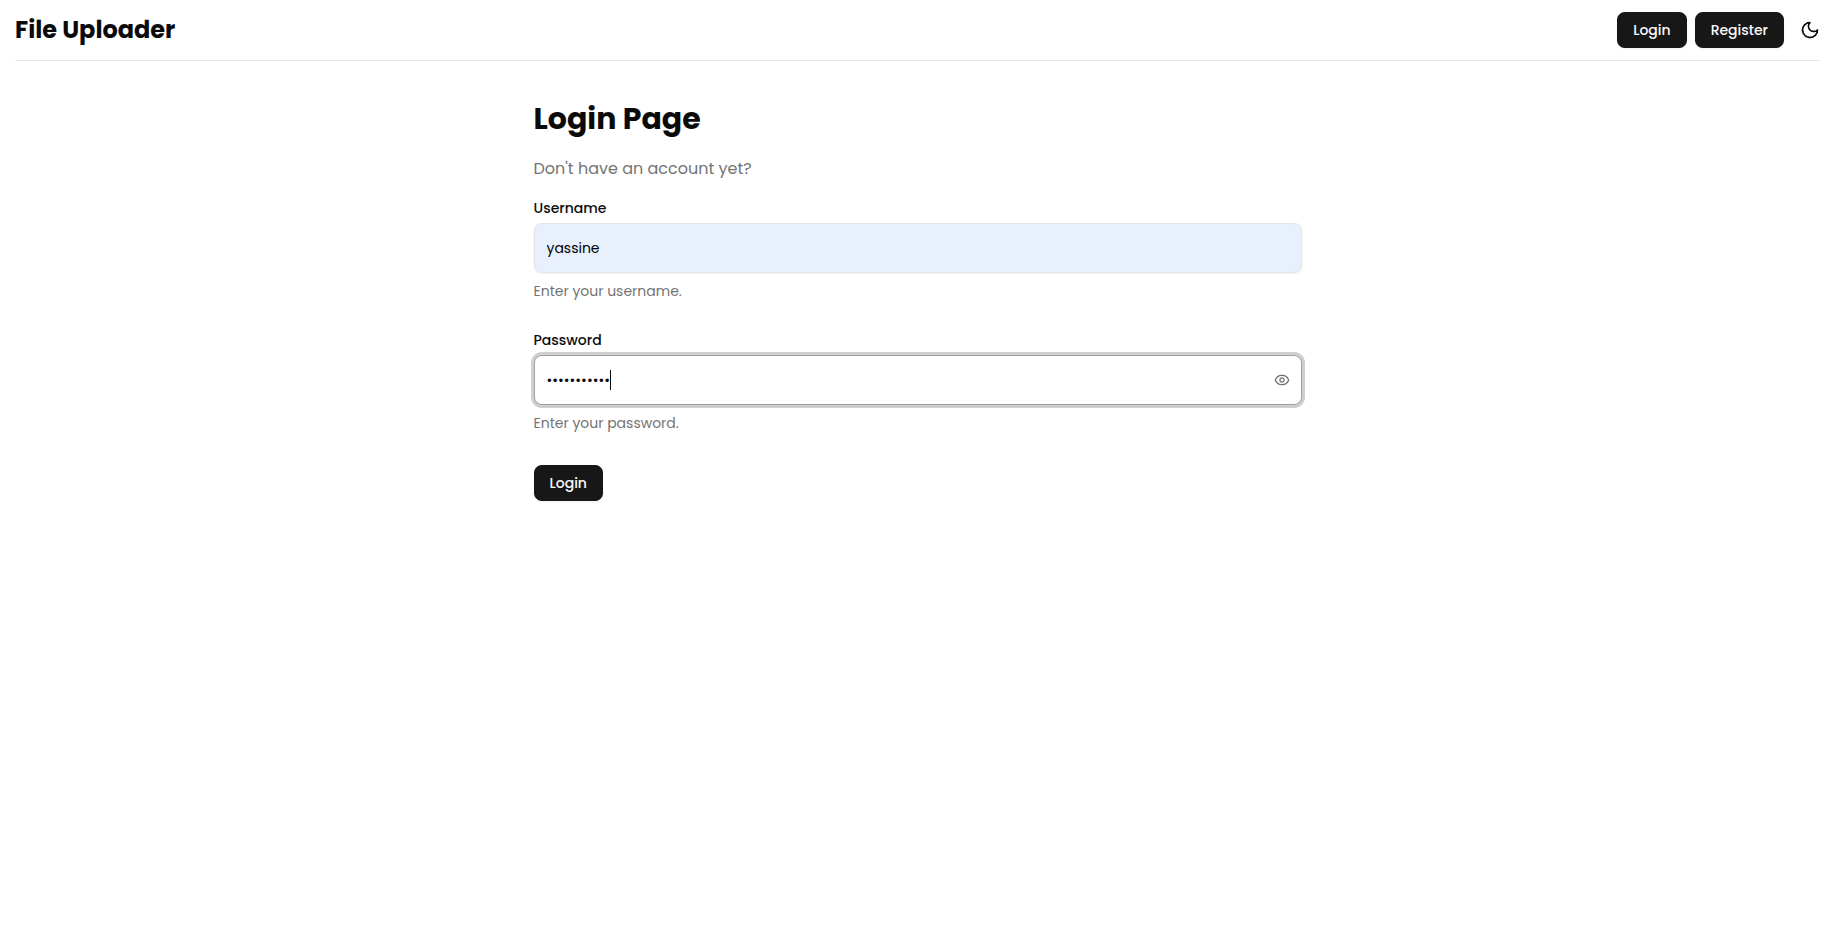 File Uploader
Login
Register
Login Page
Don't have an account yet?
Username
yassine
Enter your username.
Password
•••••••••••
Enter your password.
Login